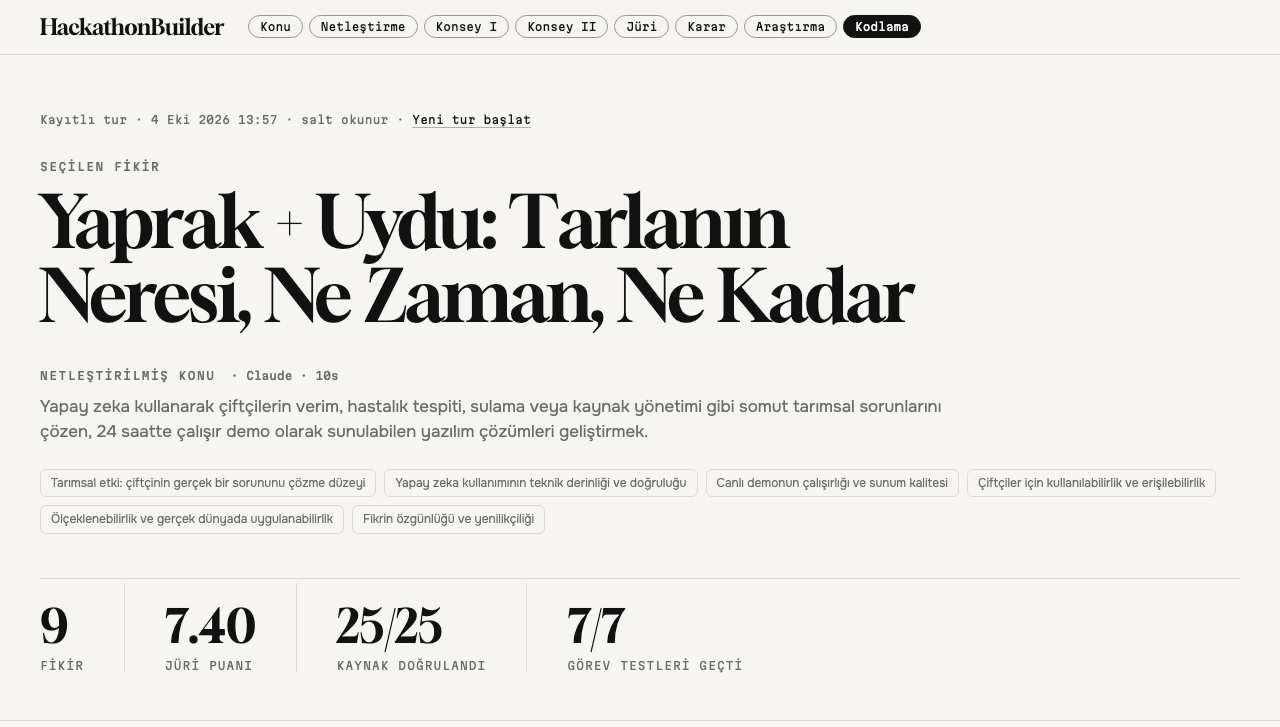 HackathonBuilder Konu Netleştirme Konsey I Konsey II Jüri Karar Araştırma Kodlama
Kayıtlı tur · 4 Eki 2026 13:57 · salt okunur · Yeni tur başlat
SEÇİLEN FİKİR
Yaprak + Uydu: Tarlanın
Neresi, Ne Zaman, Ne Kadar
NETLEŞTİRİLMİŞ KONU · Claude · 10s
Yapay zeka kullanarak çiftçilerin verim, hastalık tespiti, sulama veya kaynak yönetimi gibi somut tarımsal sorunlarını
çözen, 24 saatte çalışır demo olarak sunulabilen yazılım çözümleri geliştirmek.
Tarımsal etki: çiftçinin gerçek bir sorununu çözme düzeyi Yapay zeka kullanımının teknik derinliği ve doğruluğu Canlı demonun çalışırlığı ve sunum kalitesi Çiftçiler için kullanılabilirlik ve erişilebilirlik
Ölçeklenebilirlik ve gerçek dünyada uygulanabilirlik Fikrin özgünlüğü ve yenilikçiliği
9 7.40 25/25 7/7
FİKİR JÜRİ PUANI KAYNAK DOĞRULANDI GÖREV TESTLERİ GEÇTİ